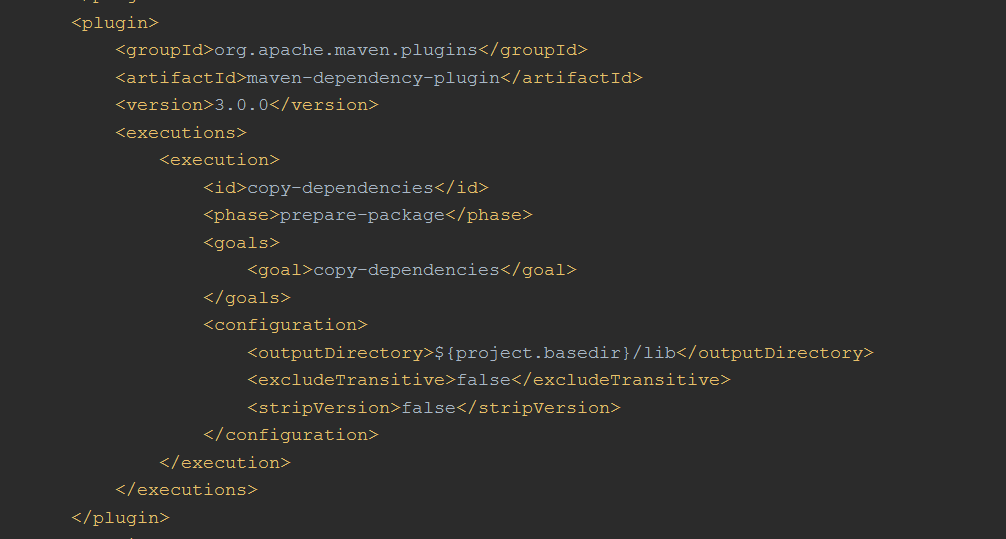 <plugin>
<groupId>org.apache.maven.plugins</groupId>
<artifactId>maven-dependency-plugin</artifactId>
<version>3.0.0</version>
<executions>
<execution>
<id>copy-dependencies</id>
<phase>prepare-package</phase>
<goals>
<goal>copy-dependencies</goal>
</goals>
<configuration>
<outputDirectory>${project.basedir}/lib</outputDirectory>
<excludeTransitive>false</excludeTransitive>
<stripVersion>false</stripVersion>
</configuration>
</execution>
</executions>
</plugin>